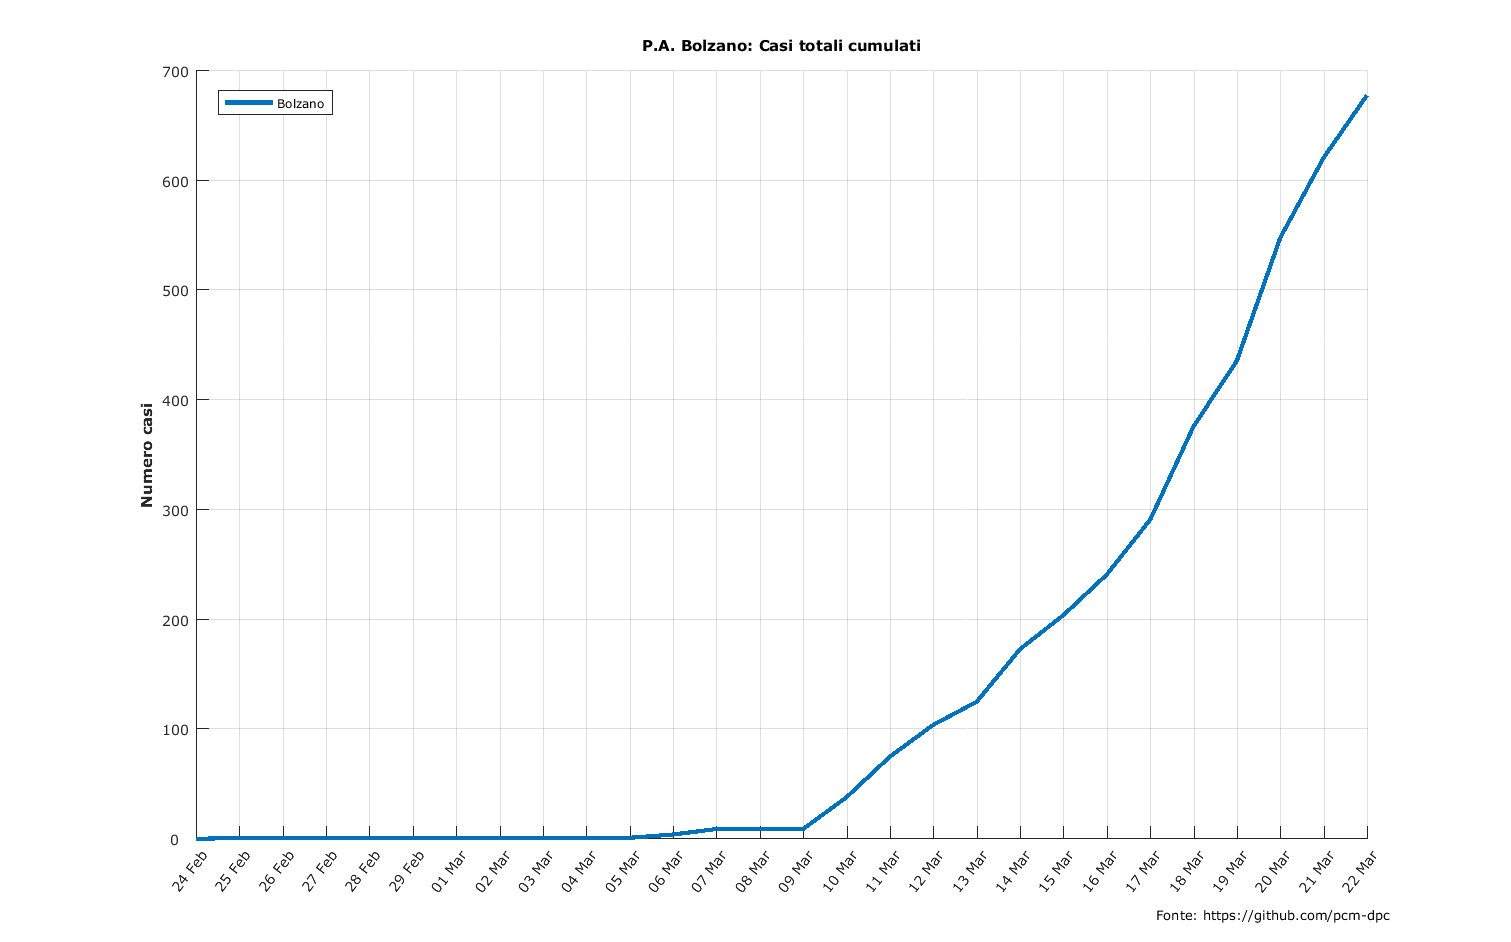 P.A. Bolzano: Casi totali cumulati
Bolzano
Numero casi
700
600
500
400
300
200
100
0
24 Feb
25 Feb
26 Feb
27 Feb
28 Feb
29 Feb
01 Mar
02 Mar
03 Mar
04 Mar
05 Mar
06 Mar
07 Mar
08 Mar
09 Mar
10 Mar
11 Mar
12 Mar
13 Mar
14 Mar
15 Mar
16 Mar
17 Mar
18 Mar
19 Mar
20 Mar
21 Mar
22 Mar
Fonte: https://github.com/pcm-dpc